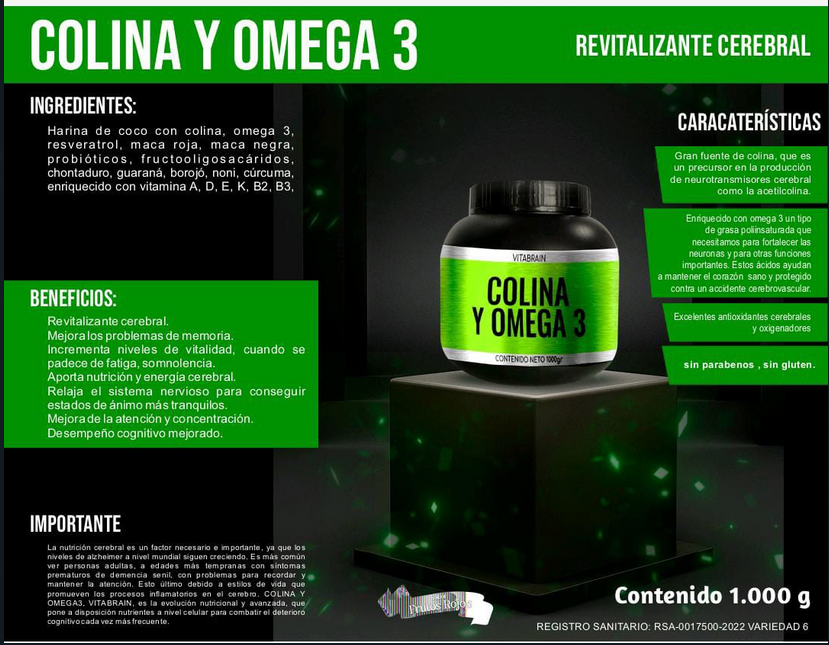 COLINA Y OMEGA 3
REVITALIZANTE CEREBRAL
INGREDIENTES:
Harina de coco con colina, omega 3,
resveratrol, maca roja, maca negra,
probióticos, fructooligosacáridos,
chontaduro, guaraná, borojó, noni, cúrcuma,
enriquecido con vitamina A, D, E, K, B2, B3,
BENEFICIOS:
Revitalizante cerebral.
Mejora los problemas de memoria.
Incrementa niveles de vitalidad, cuando se
padece de fatiga, somnolencia.
Aporta nutrición y energía cerebral.
Relaja el sistema nervioso para conseguir
estados de ánimo más tranquilos.
Mejora de la atención y concentración.
Desempeño cognitivo mejorado.
IMPORTANTE
La nutrición cerebral es un factor necesario e importante, ya que los
niveles de alzheimer a nivel mundial siguen creciendo. Es más común
ver personas adultas, a edades más tempranas con síntomas
prematuros de demencia senil, con problemas para recordar y
mantener la atención. Esto último debido a estilos de vida que
promueven los procesos inflamatorios en el cerebro. COLINA Y
OMEGA3, VITABRAIN, es la evolución nutricional y avanzada, que
pone a disposición nutrientes a nivel celular para combatir el deterioro
cognitivo cada vez más frecuente.
VITABRAIN
COLINA
Y OMEGA 3
CONTENIDO NETO 1000gr
CARACATERÍSTICAS
Gran fuente de colina, que es
un precursor en la producción
de neurotransmisores cerebral
como la acetilcolina.
Enriquecido con omega 3 un tipo
de grasa poliinsaturada que
necesitamos para fortalecer las
neuronas y para otras funciones
importantes. Estos ácidos ayudan
a mantener el corazón sano y protegido
contra un accidente cerebrovascular.
Excelentes antioxidantes cerebrales
y oxigenadores
sin parabenos , sin gluten.
Frutos Rojos
Contenido 1.000 g
REGISTRO SANITARIO: RSA-0017500-2022 VARIEDAD 6